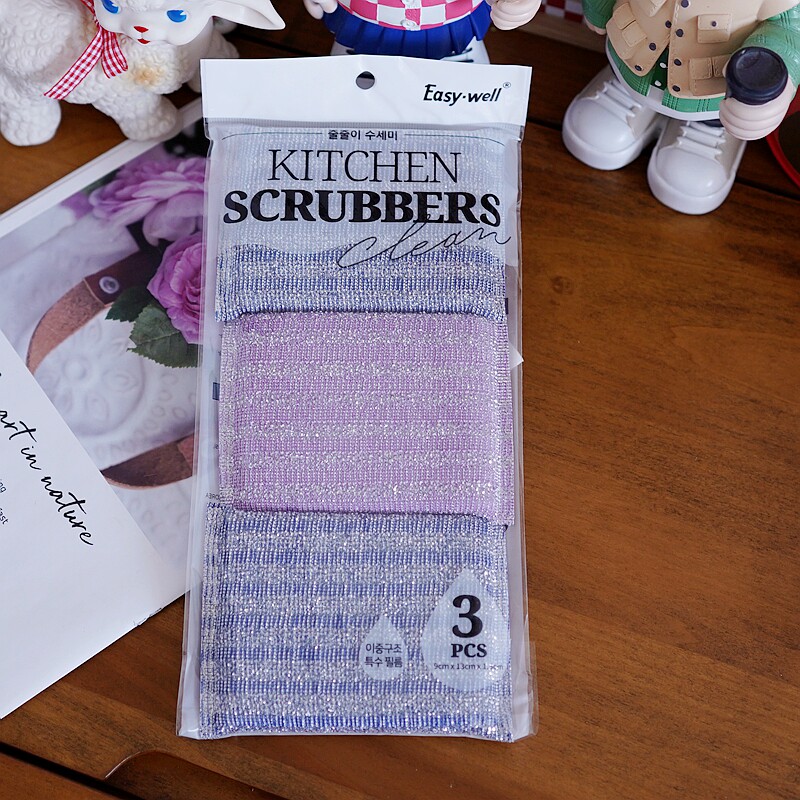 Easy·well®
줄줄이 수세미
KITCHEN
SCRUBBERS
clean
art in nature
3
PCS
이중구조
특수 필름